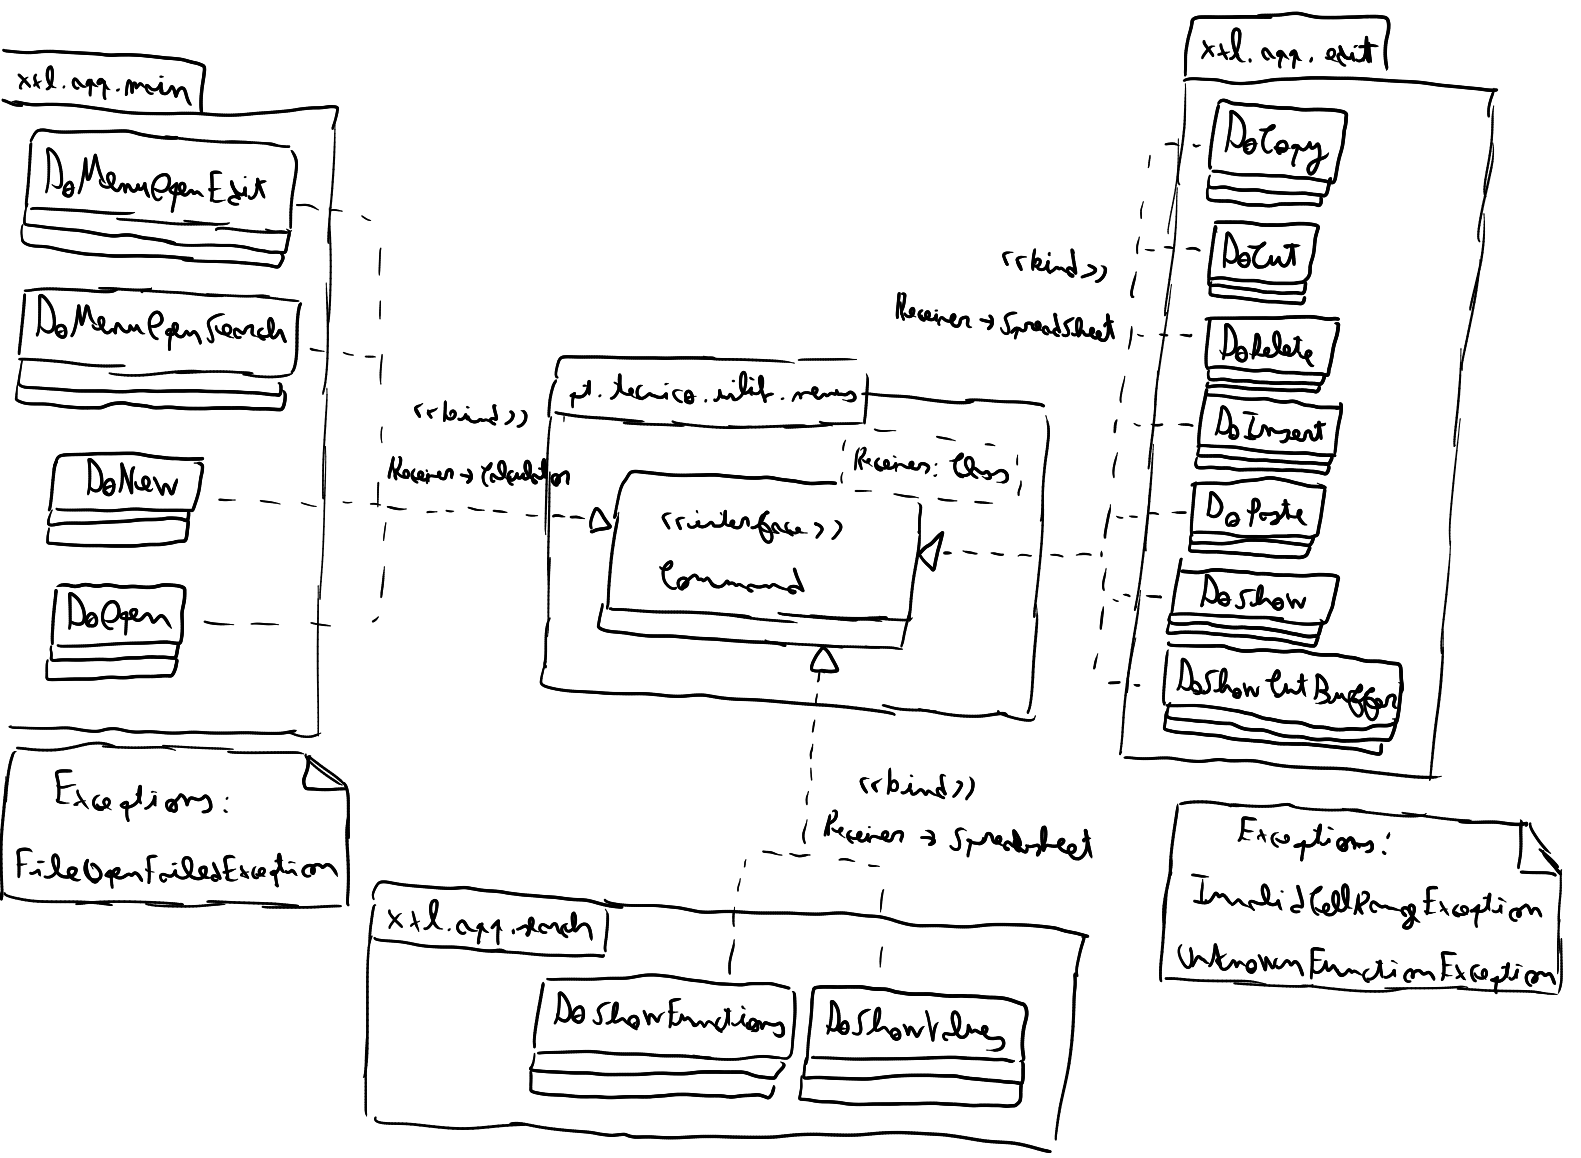 xxl.app.main
DoMenuOpenEdit
DoMenuOpenSearch
DoNew
DoOpen
Exceptions:
FileOpenFailedException
<<bind>>
Receiver → Calculator
pt.tecnico.uilib.menus
Receiver: Class
<<interface>>
Command
<<bind>>
Receiver → Spreadsheet
xxl.app.search
DoShowFunctions
DoShowValues
<<bind>>
Receiver → SpreadSheet
xxl.app.edit
DoCopy
DoCut
DoDelete
DoInsert
DoPaste
DoShow
DoShowCutBuffer
Exceptions:
InvalidCellRangException
UnknownFunctionException